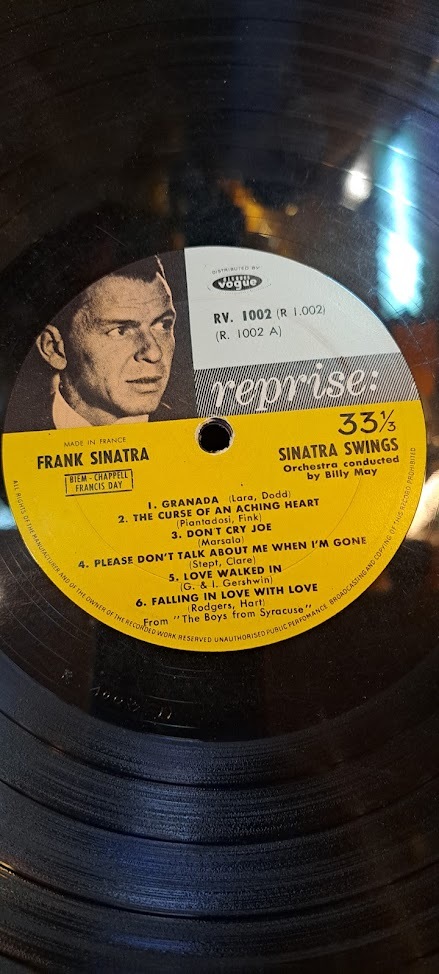 DISTRIBUTED BY
DISQUES
vogue
RV. 1002 (R 1.002)
(R. 1002 A)
reprise:
33⅓
MADE IN FRANCE
FRANK SINATRA
BIEM - CHAPPELL
FRANCIS DAY
SINATRA SWINGS
Orchestra conducted
by Billy May
1. GRANADA (Lara, Dodd)
2. THE CURSE OF AN ACHING HEART
(Piantadosi, Fink)
3. DON'T CRY JOE
(Marsala)
4. PLEASE DON'T TALK ABOUT ME WHEN I'M GONE
(Stept, Clare)
5. LOVE WALKED IN
(G. & I. Gershwin)
6. FALLING IN LOVE WITH LOVE
(Rodgers, Hart)
From "The Boys from Syracuse"
ALL RIGHTS OF THE MANUFACTURER AND OF THE OWNER OF THE RECORDED WORK RESERVED UNAUTHORISED PUBLIC PERFOMANCE BROADCASTING AND COPYING OF THIS RECORD PROHIBITED